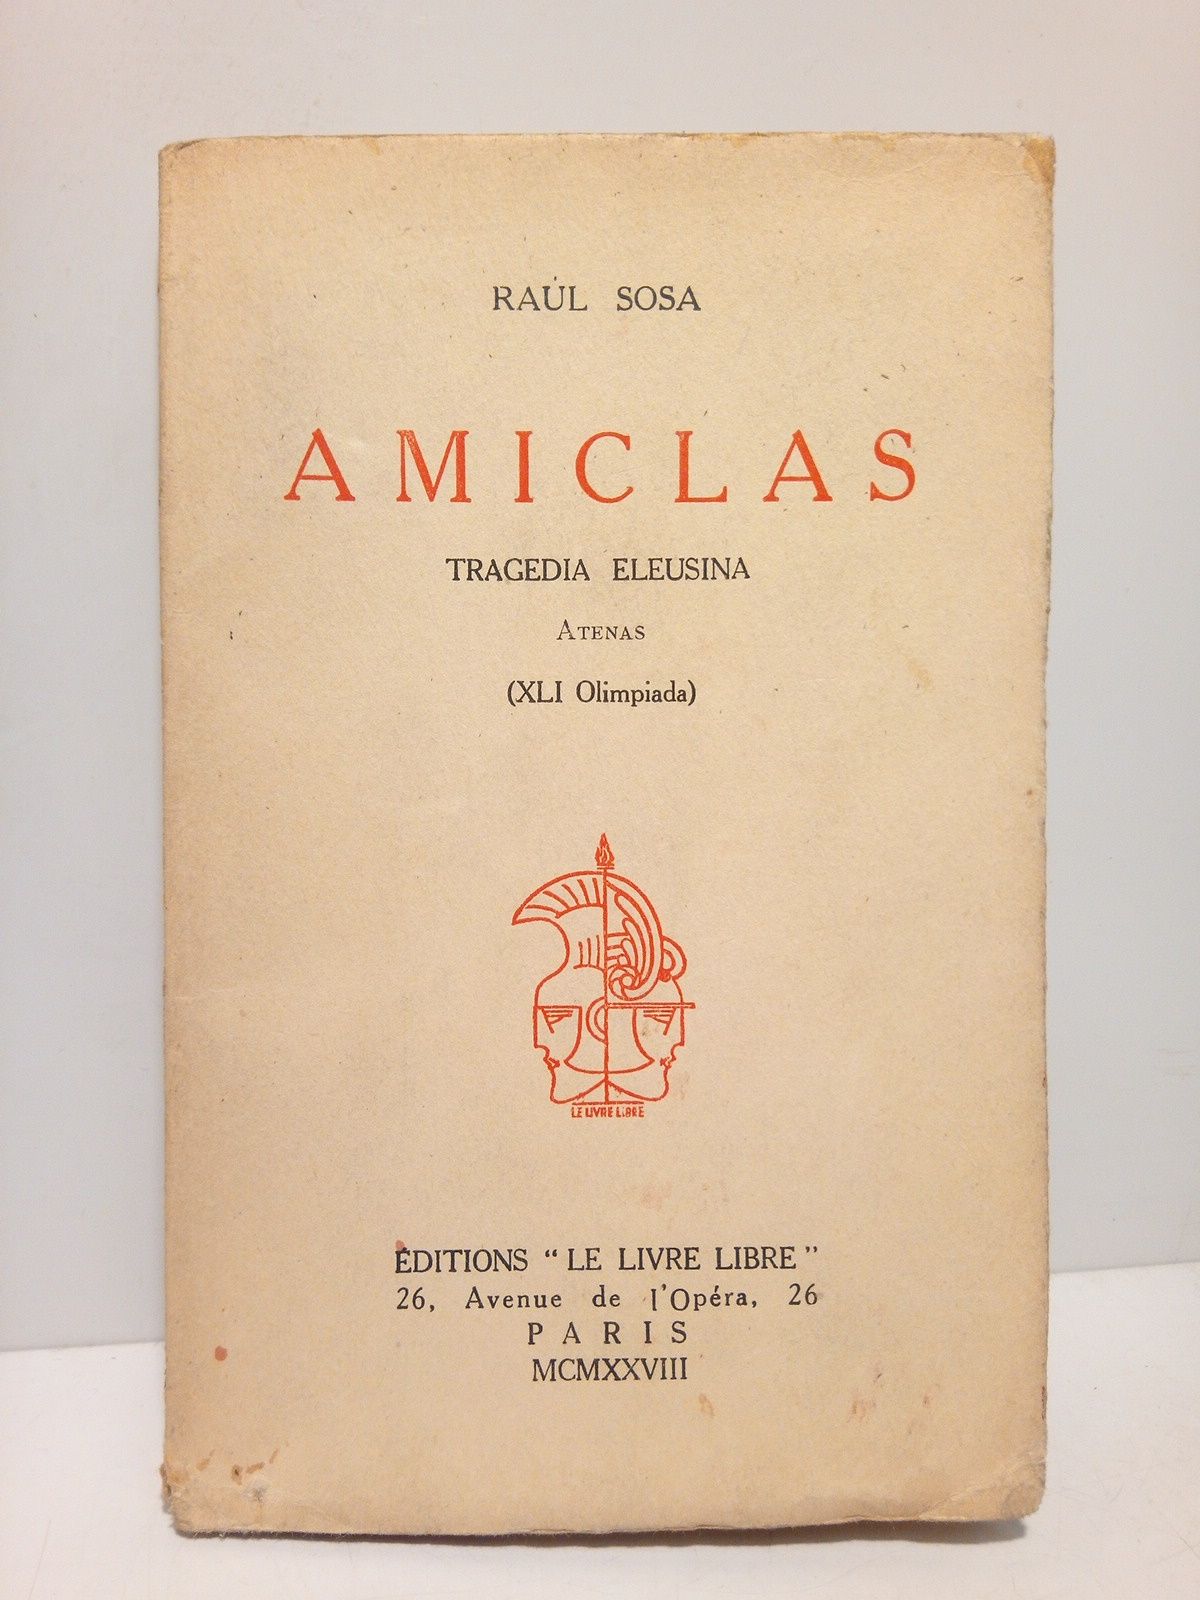 RAÚL SOSA
AMICLAS
TRAGEDIA ELEUSINA
ATENAS
(XLI Olimpiada)
LE LIVRE LIBRE
ÉDITIONS "LE LIVRE LIBRE"
26, Avenue de l'Opéra, 26
PARIS
MCMXXVIII